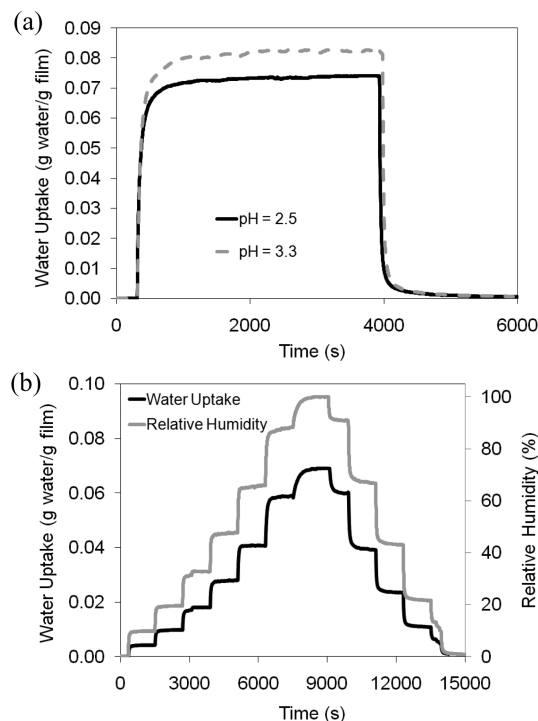 (a)
0.09
0.08
0.07
0.06
0.05
0.04
0.03
0.02
0.01
0.00
Water Uptake (g water/g film)
pH = 2.5
pH = 3.3
0 2000 4000 6000
Time (s)
(b)
0.10
0.08
0.06
0.04
0.02
0.00
Water Uptake (g water/g film)
Water Uptake
Relative Humidity
100
80
60
40
20
0
Relative Humidity (%)
0 3000 6000 9000 12000 15000
Time (s)